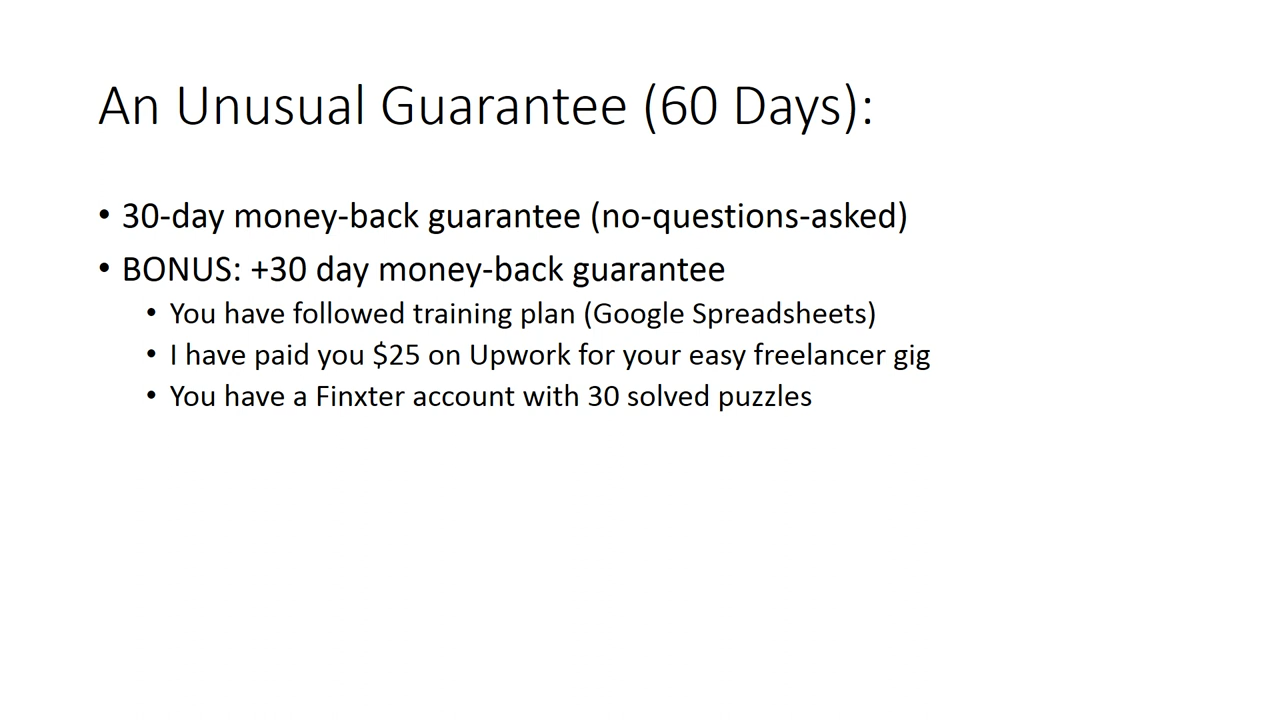 An Unusual Guarantee (60 Days):
• 30-day money-back guarantee (no-questions-asked)
• BONUS: +30 day money-back guarantee
• You have followed training plan (Google Spreadsheets)
• I have paid you $25 on Upwork for your easy freelancer gig
• You have a Finxter account with 30 solved puzzles